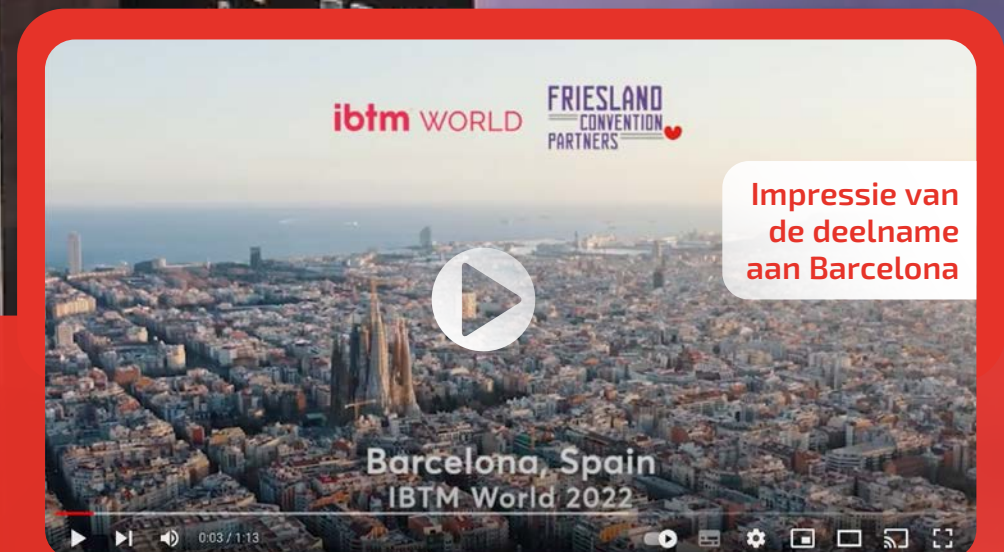 ibtm WORLD
FRIESLAND
CONVENTION
PARTNERS
Impressie van
de deelname
aan Barcelona
Barcelona, Spain
IBTM World 2022
0:03 / 1:13